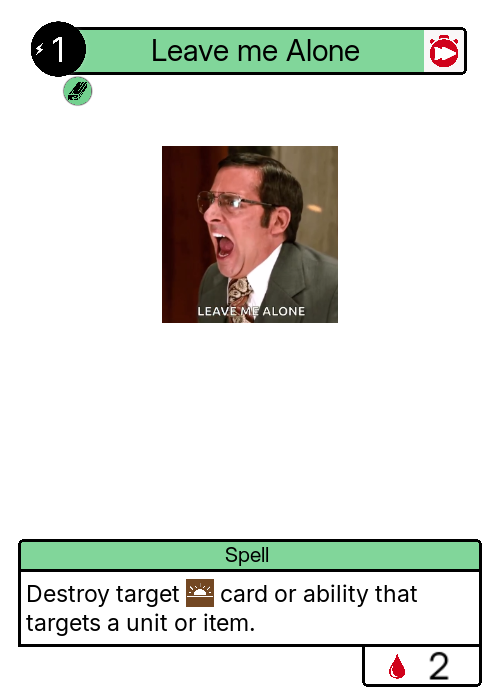 1
Leave me Alone
LEAVE ME ALONE
Spell
Destroy target card or ability that
targets a unit or item.
2